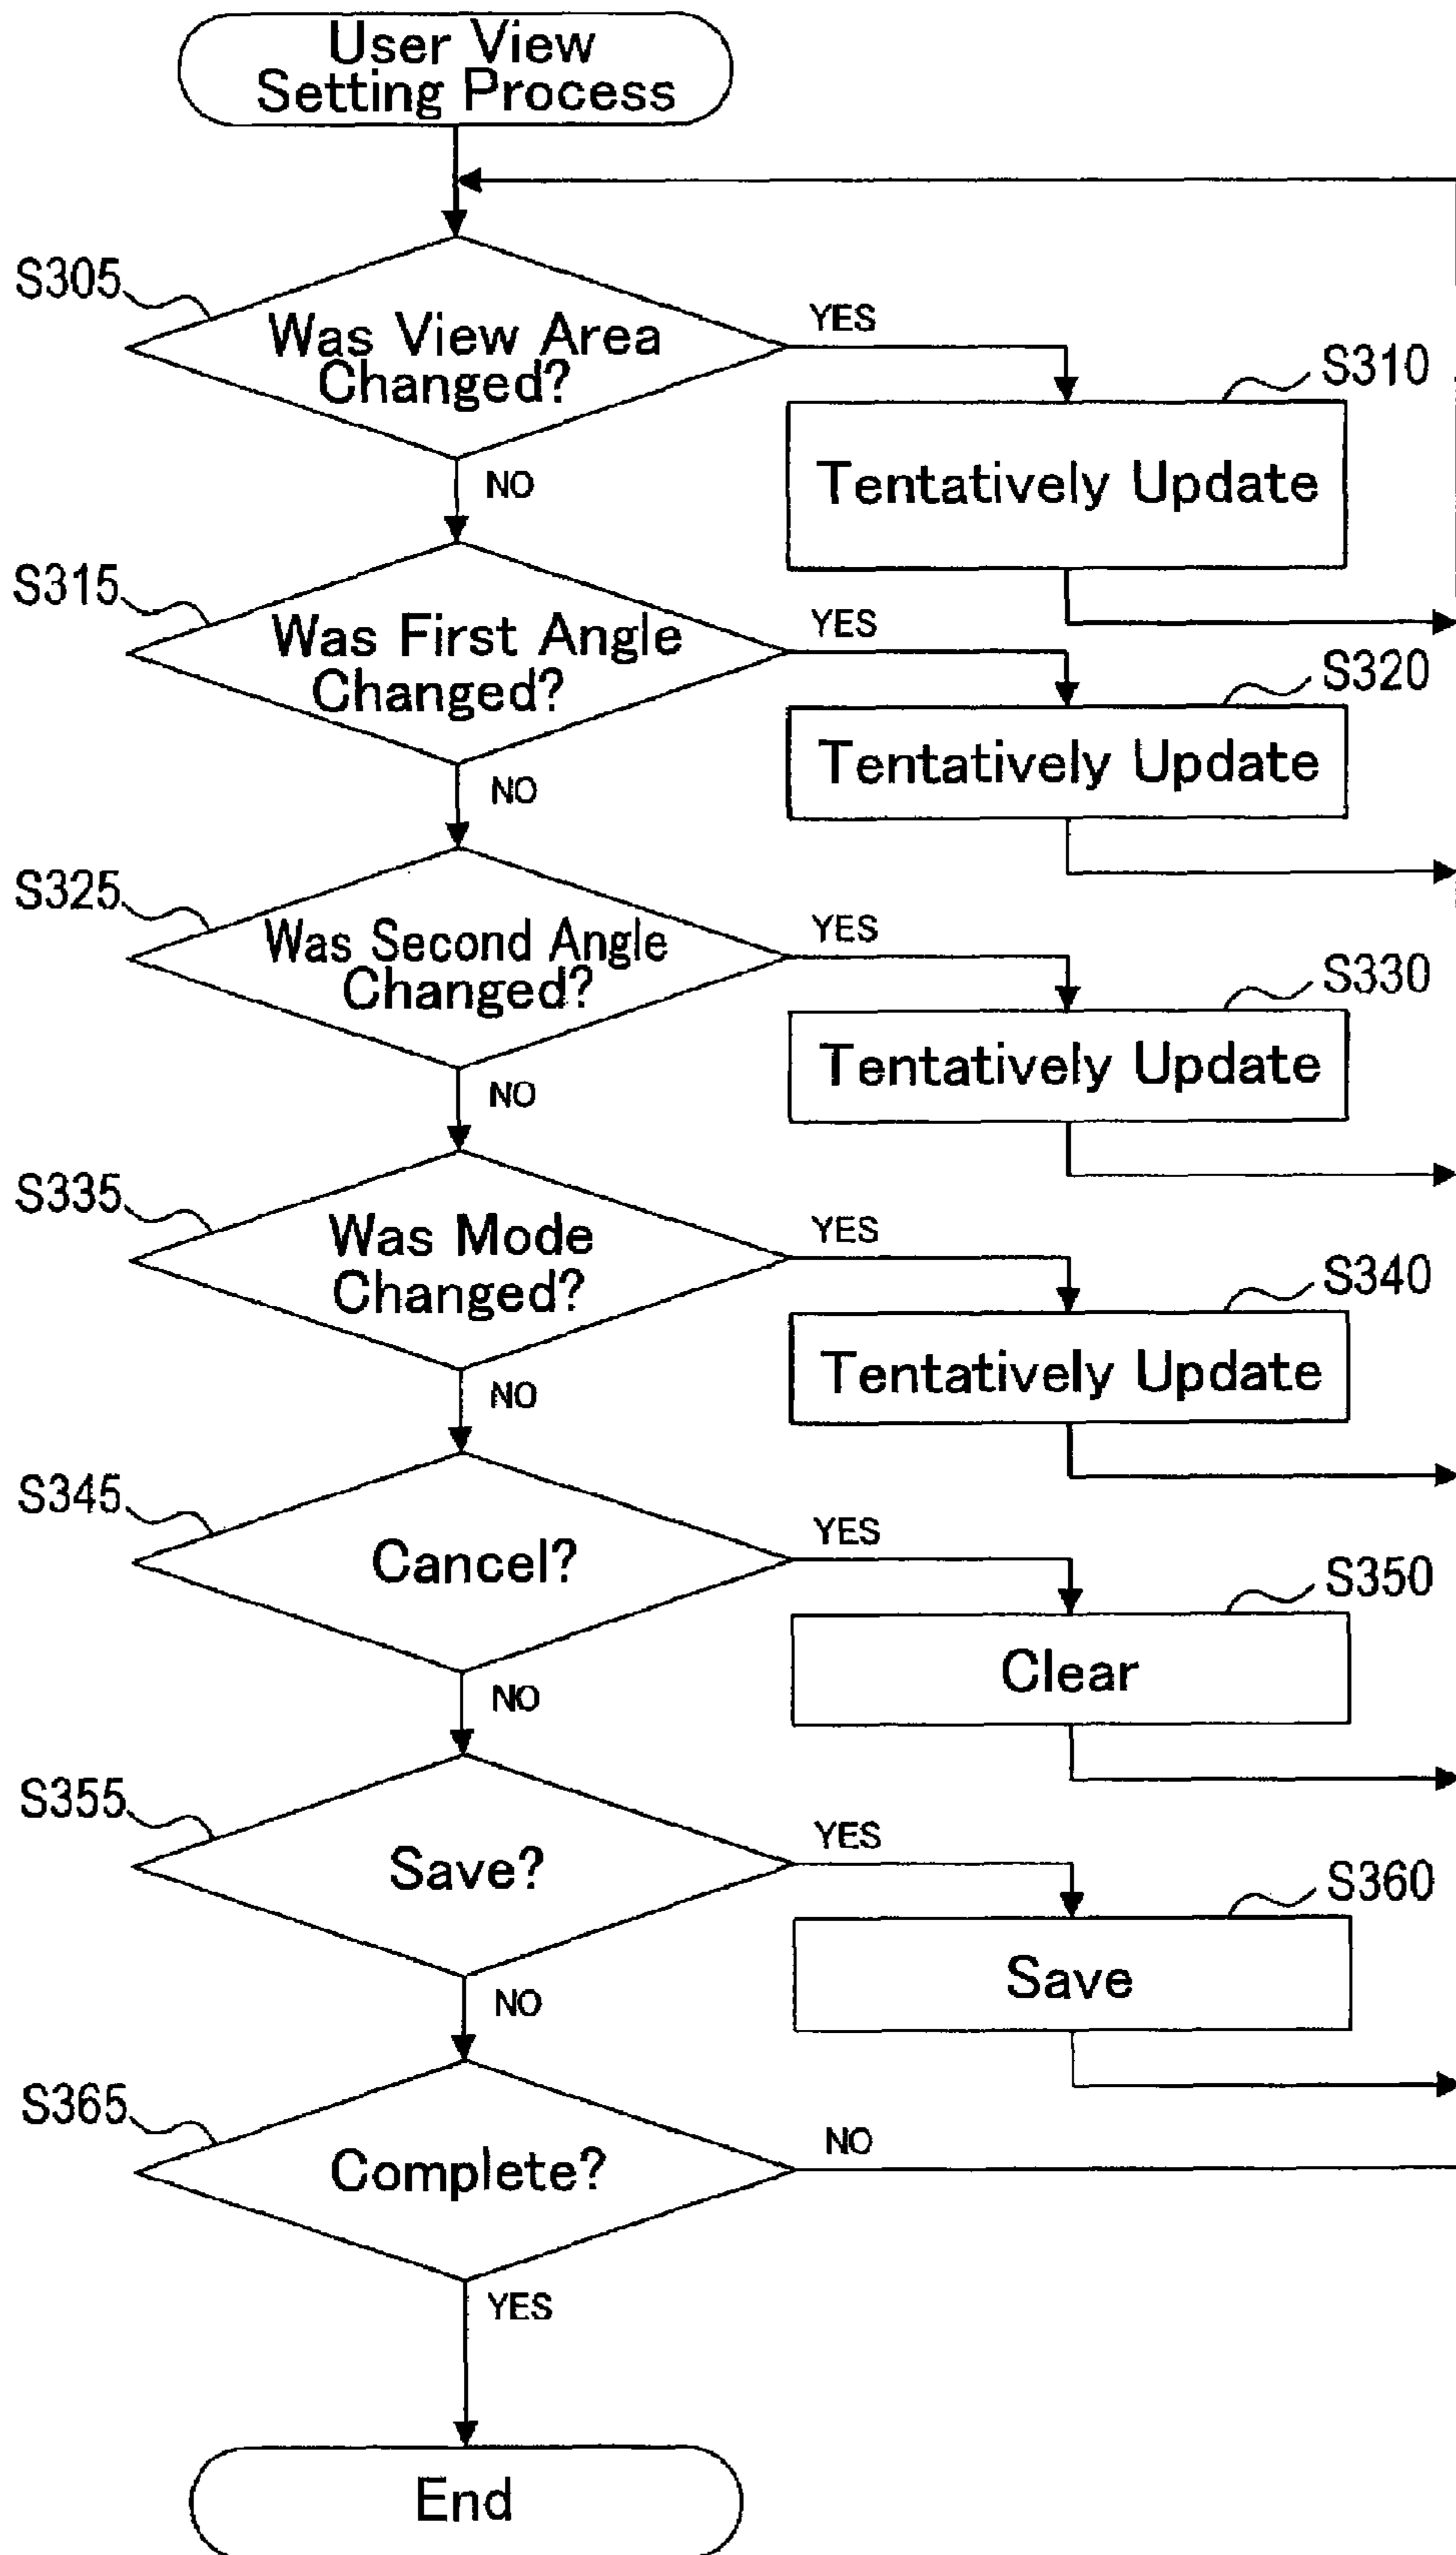 User View
Setting Process
S305
Was View Area
Changed?
YES
S310
Tentatively Update
NO
S315
Was First Angle
Changed?
YES
S320
Tentatively Update
NO
S325
Was Second Angle
Changed?
YES
S330
Tentatively Update
NO
S335
Was Mode
Changed?
YES
S340
Tentatively Update
NO
S345
Cancel?
YES
S350
Clear
NO
S355
Save?
YES
S360
Save
NO
S365
Complete?
NO
YES
End